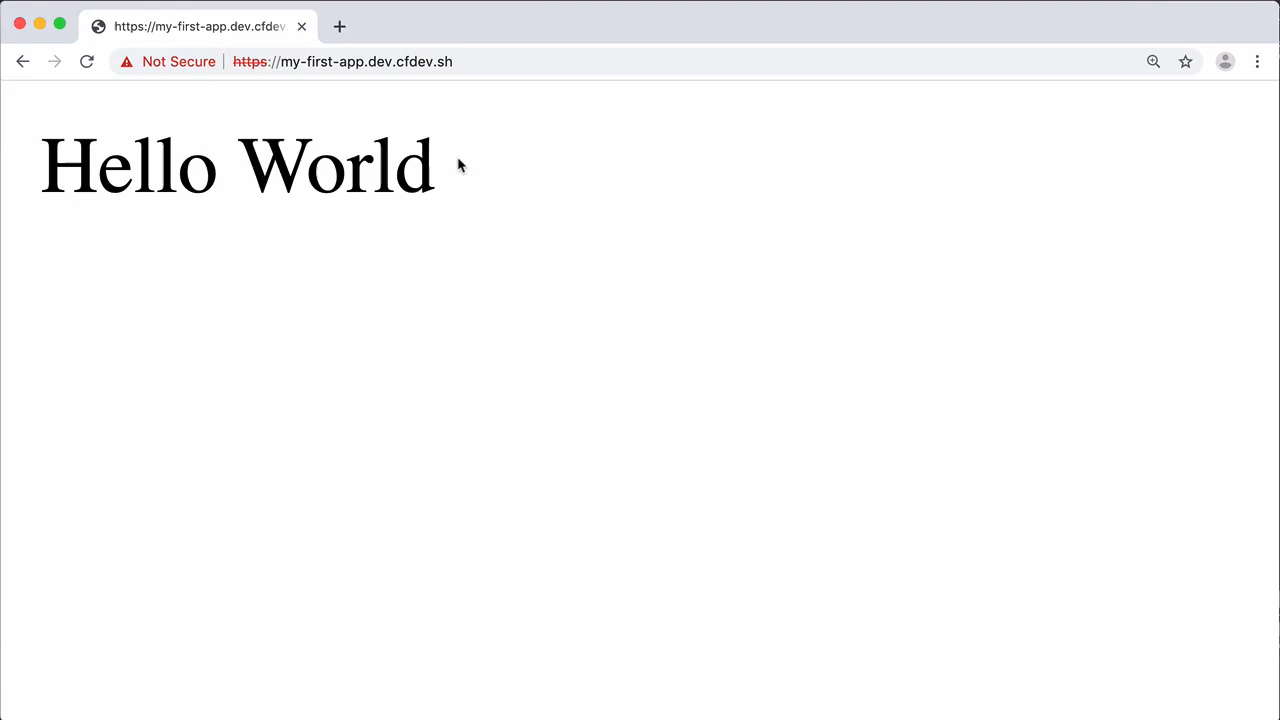 https://my-first-app.dev.cfdev.
Not Secure | https://my-first-app.dev.cfdev.sh
Hello World